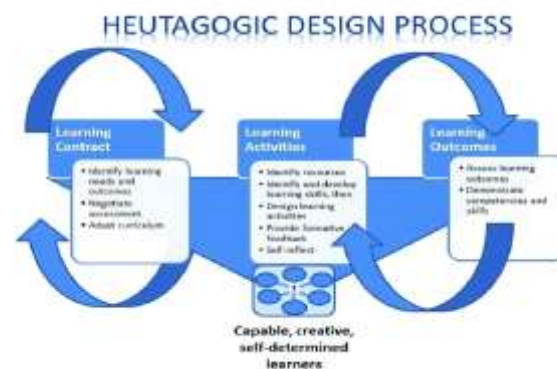 HEUTAGOGIC DESIGN PROCESS
Learning
Contract
• Identify learning
needs and
outcomes
• Negotiate
assessment
• Adapt curriculum
Learning
Activities
• Identify resources
• Identify and develop
learning skills, then
• Design learning
activities
• Provide formative
feedback
• Self-reflect
Learning
Outcomes
• Assess learning
outcomes
• Demonstrate
competencies and
skills
Capable, creative,
self-determined
learners